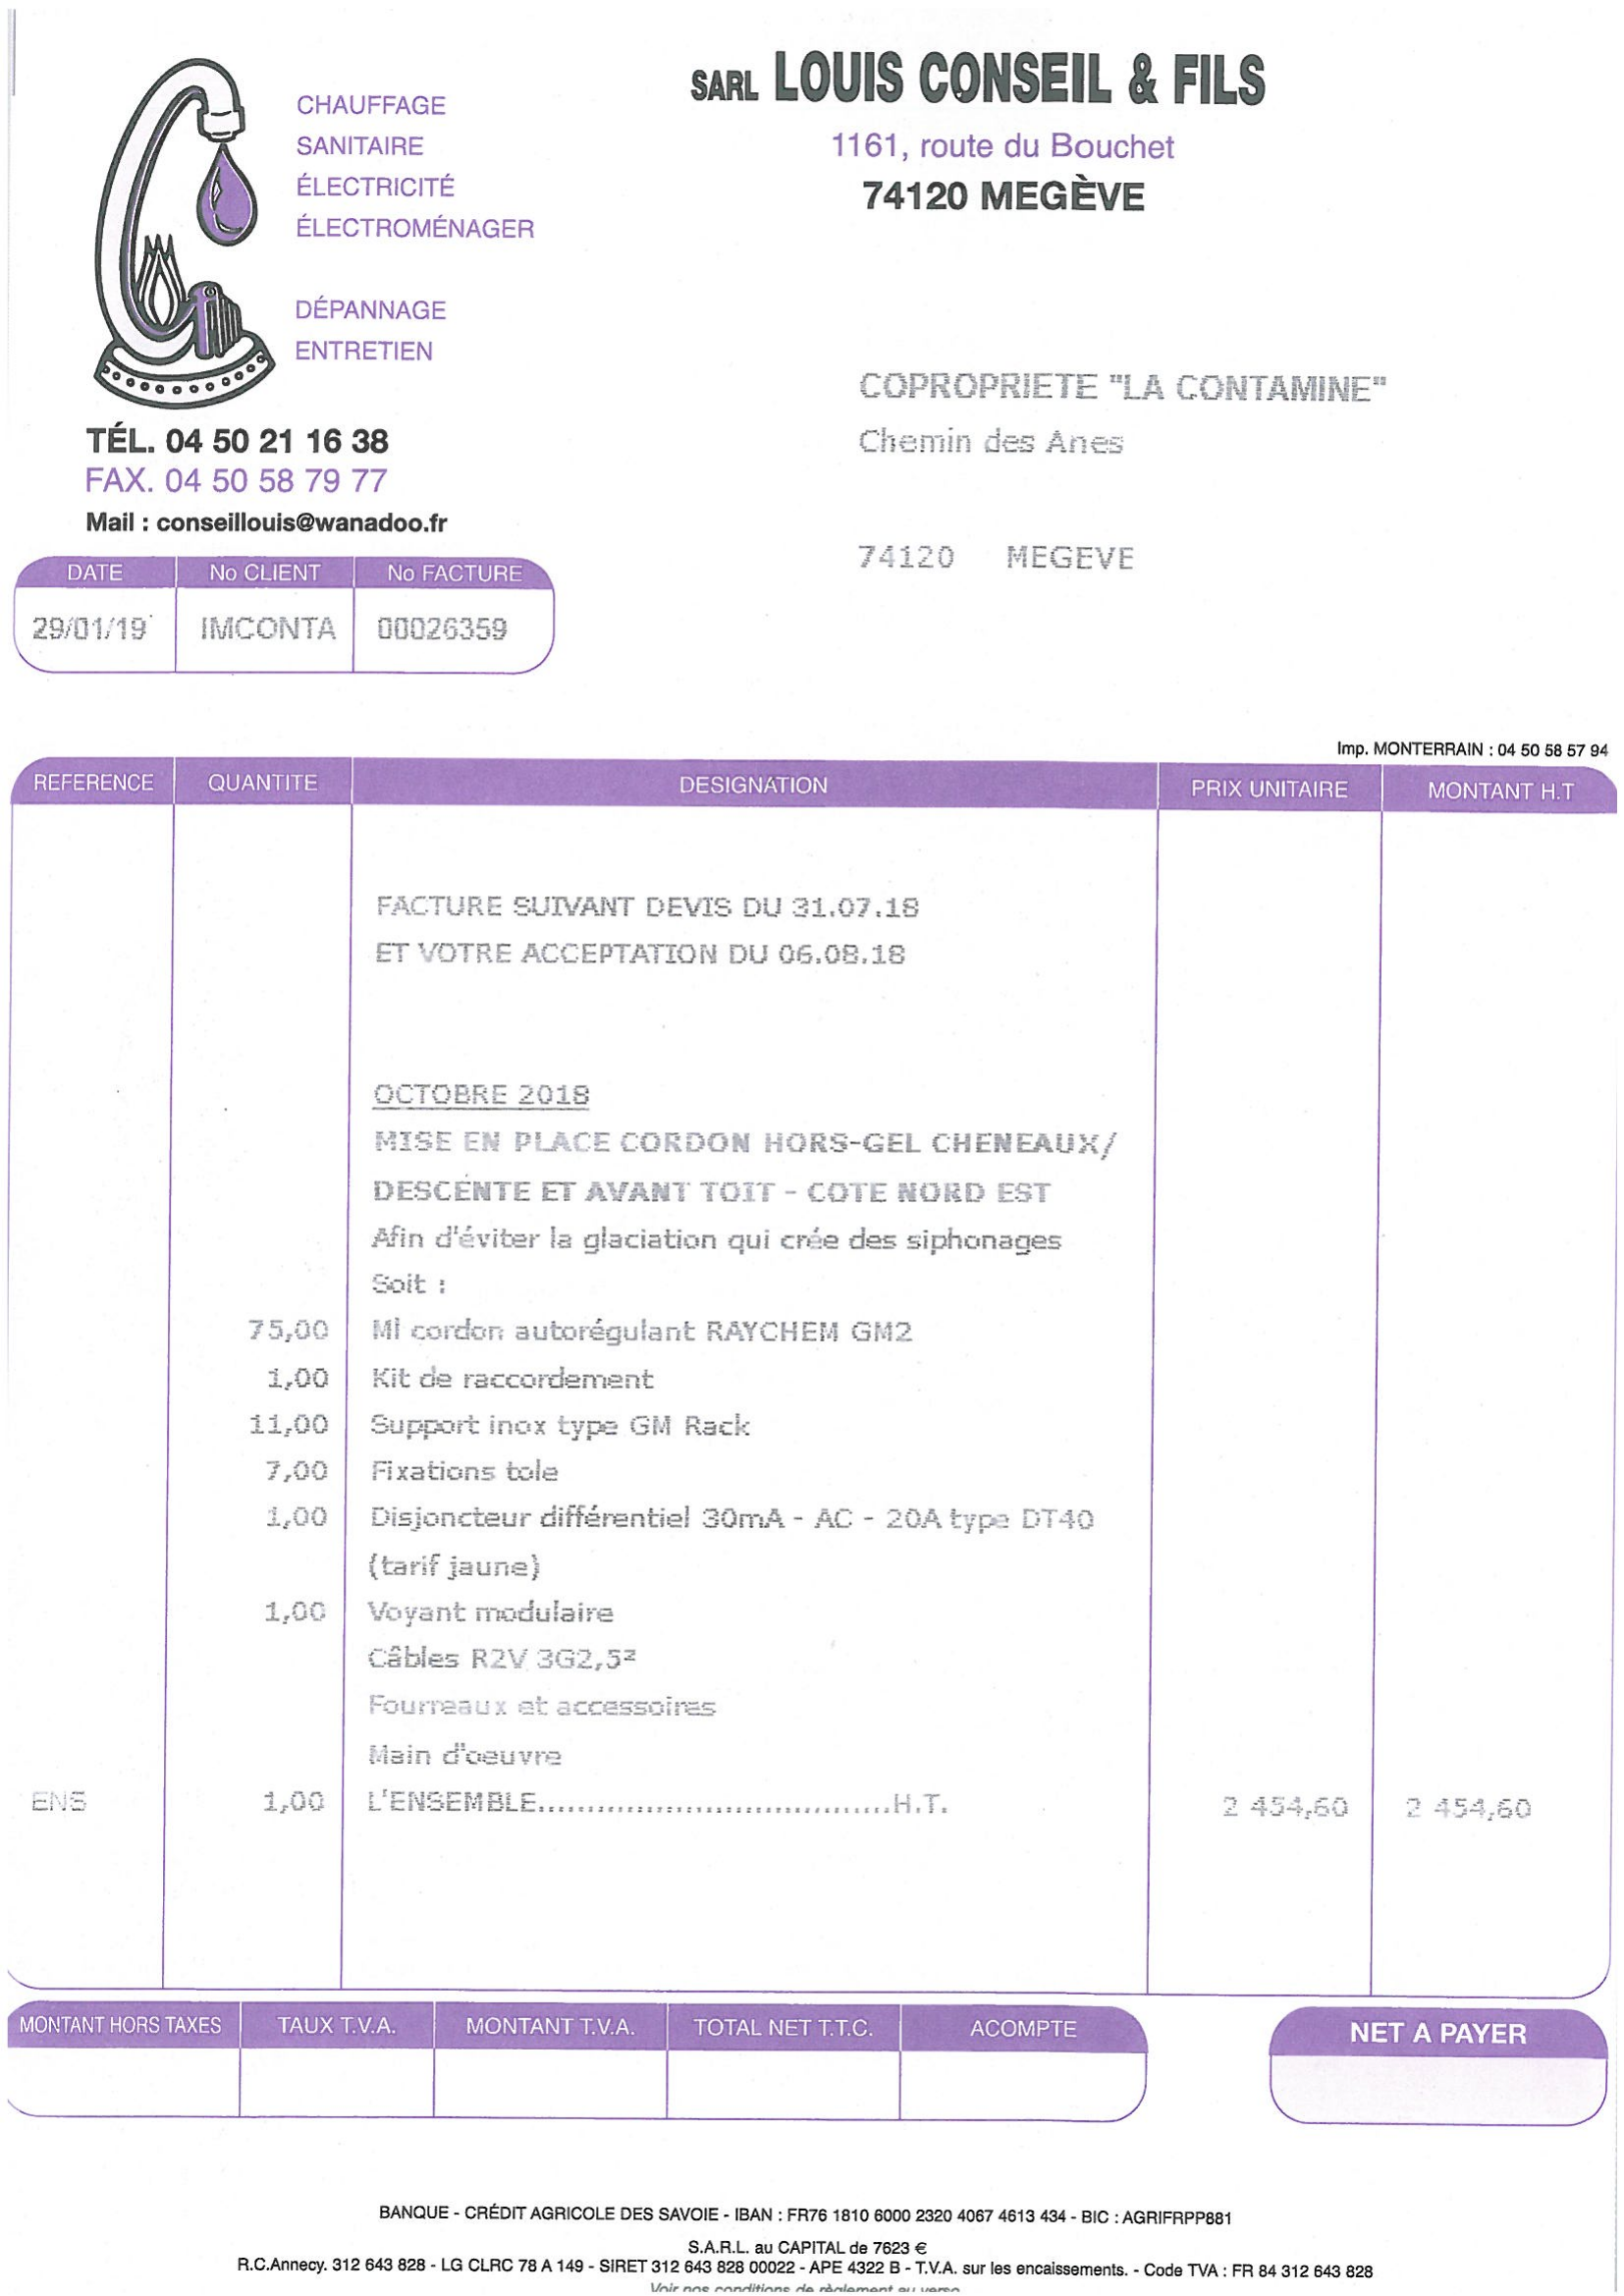 SARL LOUIS CONSEIL & FILS
1161, route du Bouchet
74120 MEGÈVE
CHAUFFAGE
SANITAIRE
ÉLECTRICITÉ
ÉLECTROMÉNAGER
DÉPANNAGE
ENTRETIEN
TÉL. 04 50 21 16 38
FAX. 04 50 58 79 77
Mail : conseillouis@wanadoo.fr
COPROPRIETE "LA CONTAMINE"
Chemin des Anes
74120 MEGEVE
DATE No CLIENT No FACTURE
29/01/19 IMCONTA 00026359
Imp. MONTERRAIN : 04 50 58 57 94
REFERENCE QUANTITE DESIGNATION PRIX UNITAIRE MONTANT H.T
FACTURE SUIVANT DEVIS DU 31.07.18
ET VOTRE ACCEPTATION DU 06.08.18
OCTOBRE 2018
MISE EN PLACE CORDON HORS-GEL CHENEAUX/
DESCENTE ET AVANT TOIT - COTE NORD EST
Afin d'éviter la glaciation qui crée des siphonages
Soit :
75,00 Ml cordon autorégulant RAYCHEM GM2
1,00 Kit de raccordement
11,00 Support inox type GM Rack
7,00 Fixations tole
1,00 Disjoncteur différentiel 30mA - AC - 20A type DT40
(tarif jaune)
1,00 Voyant modulaire
Câbles R2V 3G2,5²
Fourreaux et accessoires
Main d'oeuvre
ENS 1,00 L'ENSEMBLE...................................H.T. 2 454,60 2 454,60
MONTANT HORS TAXES TAUX T.V.A. MONTANT T.V.A. TOTAL NET T.T.C. ACOMPTE NET A PAYER
BANQUE - CRÉDIT AGRICOLE DES SAVOIE - IBAN : FR76 1810 6000 2320 4067 4613 434 - BIC : AGRIFRPP881
S.A.R.L. au CAPITAL de 7623 €
R.C.Annecy. 312 643 828 - LG CLRC 78 A 149 - SIRET 312 643 828 00022 - APE 4322 B - T.V.A. sur les encaissements. - Code TVA : FR 84 312 643 828
Voir nos conditions de règlement au verso